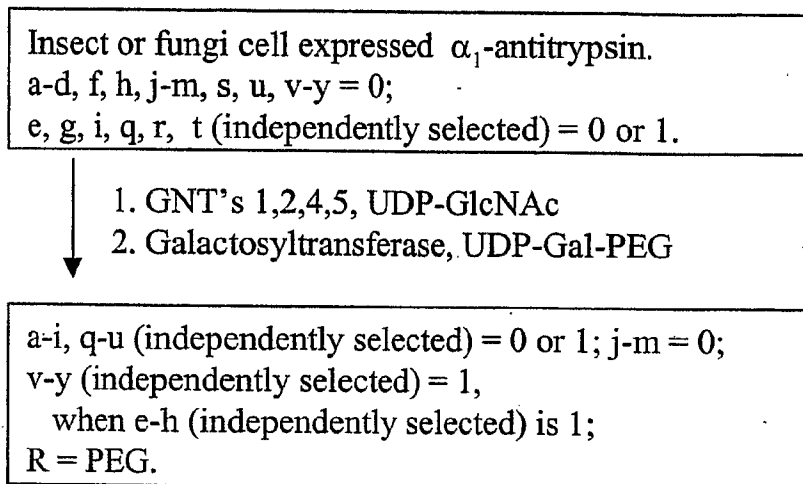 Insect or fungi cell expressed α₁-antitrypsin.
a-d, f, h, j-m, s, u, v-y = 0;
e, g, i, q, r, t (independently selected) = 0 or 1.
1. GNT's 1,2,4,5, UDP-GlcNAc
2. Galactosyltransferase, UDP-Gal-PEG
a-i, q-u (independently selected) = 0 or 1; j-m = 0;
v-y (independently selected) = 1,
when e-h (independently selected) is 1;
R = PEG.